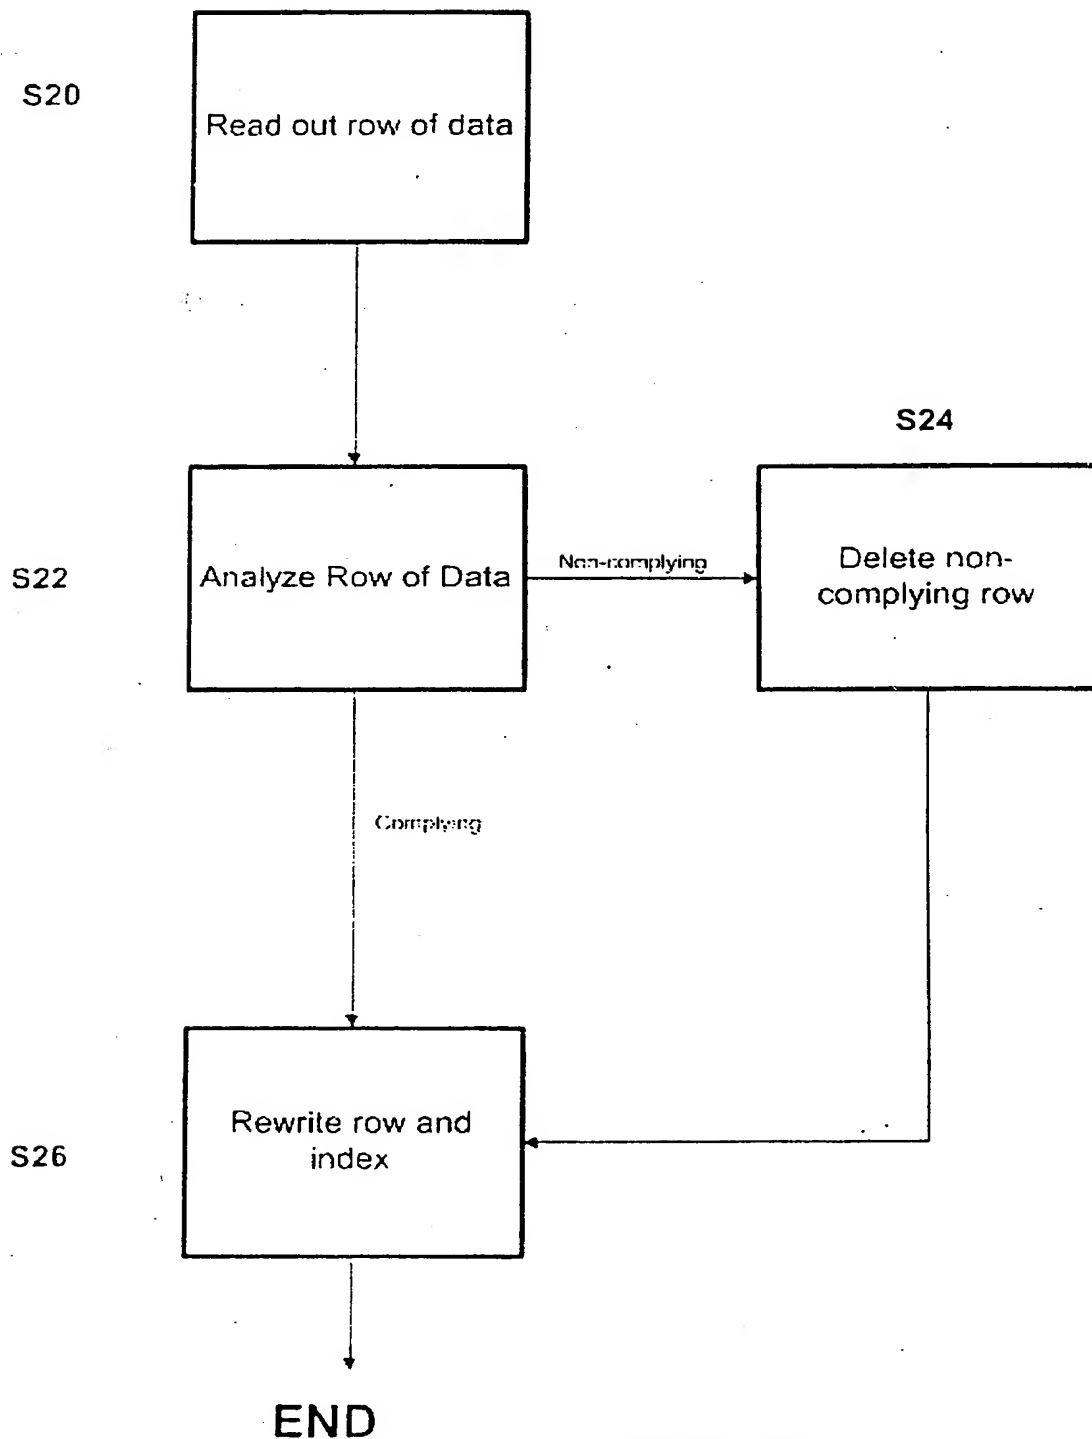 S20
Read out row of data
S24
S22
Analyze Row of Data
Non-complying
Delete non-
complying row
Complying
Rewrite row and
index
S26
END